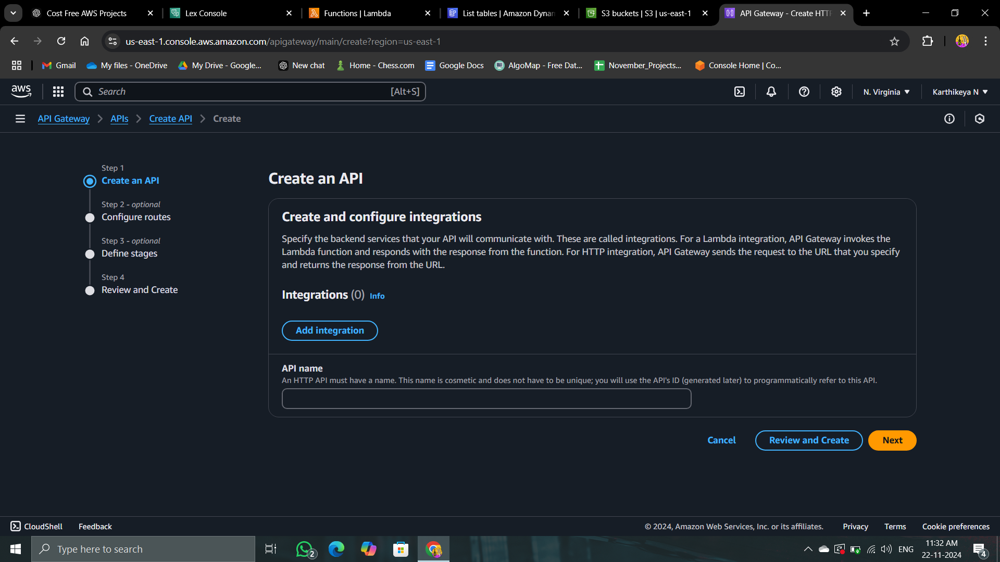 Cost Free AWS Projects
Lex Console
Functions | Lambda
List tables | Amazon Dynan
S3 buckets | S3 | us-east-1
API Gateway - Create HTTP
us-east-1.console.aws.amazon.com/apigateway/main/create?region=us-east-1
Gmail
My files - OneDrive
My Drive - Google...
New chat
Home - Chess.com
Google Docs
AlgoMap - Free Dat...
November_Projects...
Console Home | Co...
aws
Search
[Alt+S]
N. Virginia
Karthikeya N
API Gateway
APIs
Create API
Create
Step 1
Create an API
Step 2 - optional
Configure routes
Step 3 - optional
Define stages
Step 4
Review and Create
Create an API
Create and configure integrations
Specify the backend services that your API will communicate with. These are called integrations. For a Lambda integration, API Gateway invokes the
Lambda function and responds with the response from the function. For HTTP integration, API Gateway sends the request to the URL that you specify
and returns the response from the URL.
Integrations (0) Info
Add integration
API name
An HTTP API must have a name. This name is cosmetic and does not have to be unique; you will use the API's ID (generated later) to programmatically refer to this API.
Cancel
Review and Create
Next
CloudShell
Feedback
© 2024, Amazon Web Services, Inc. or its affiliates.
Privacy
Terms
Cookie preferences
Type here to search
2
ENG
11:32 AM
22-11-2024
4